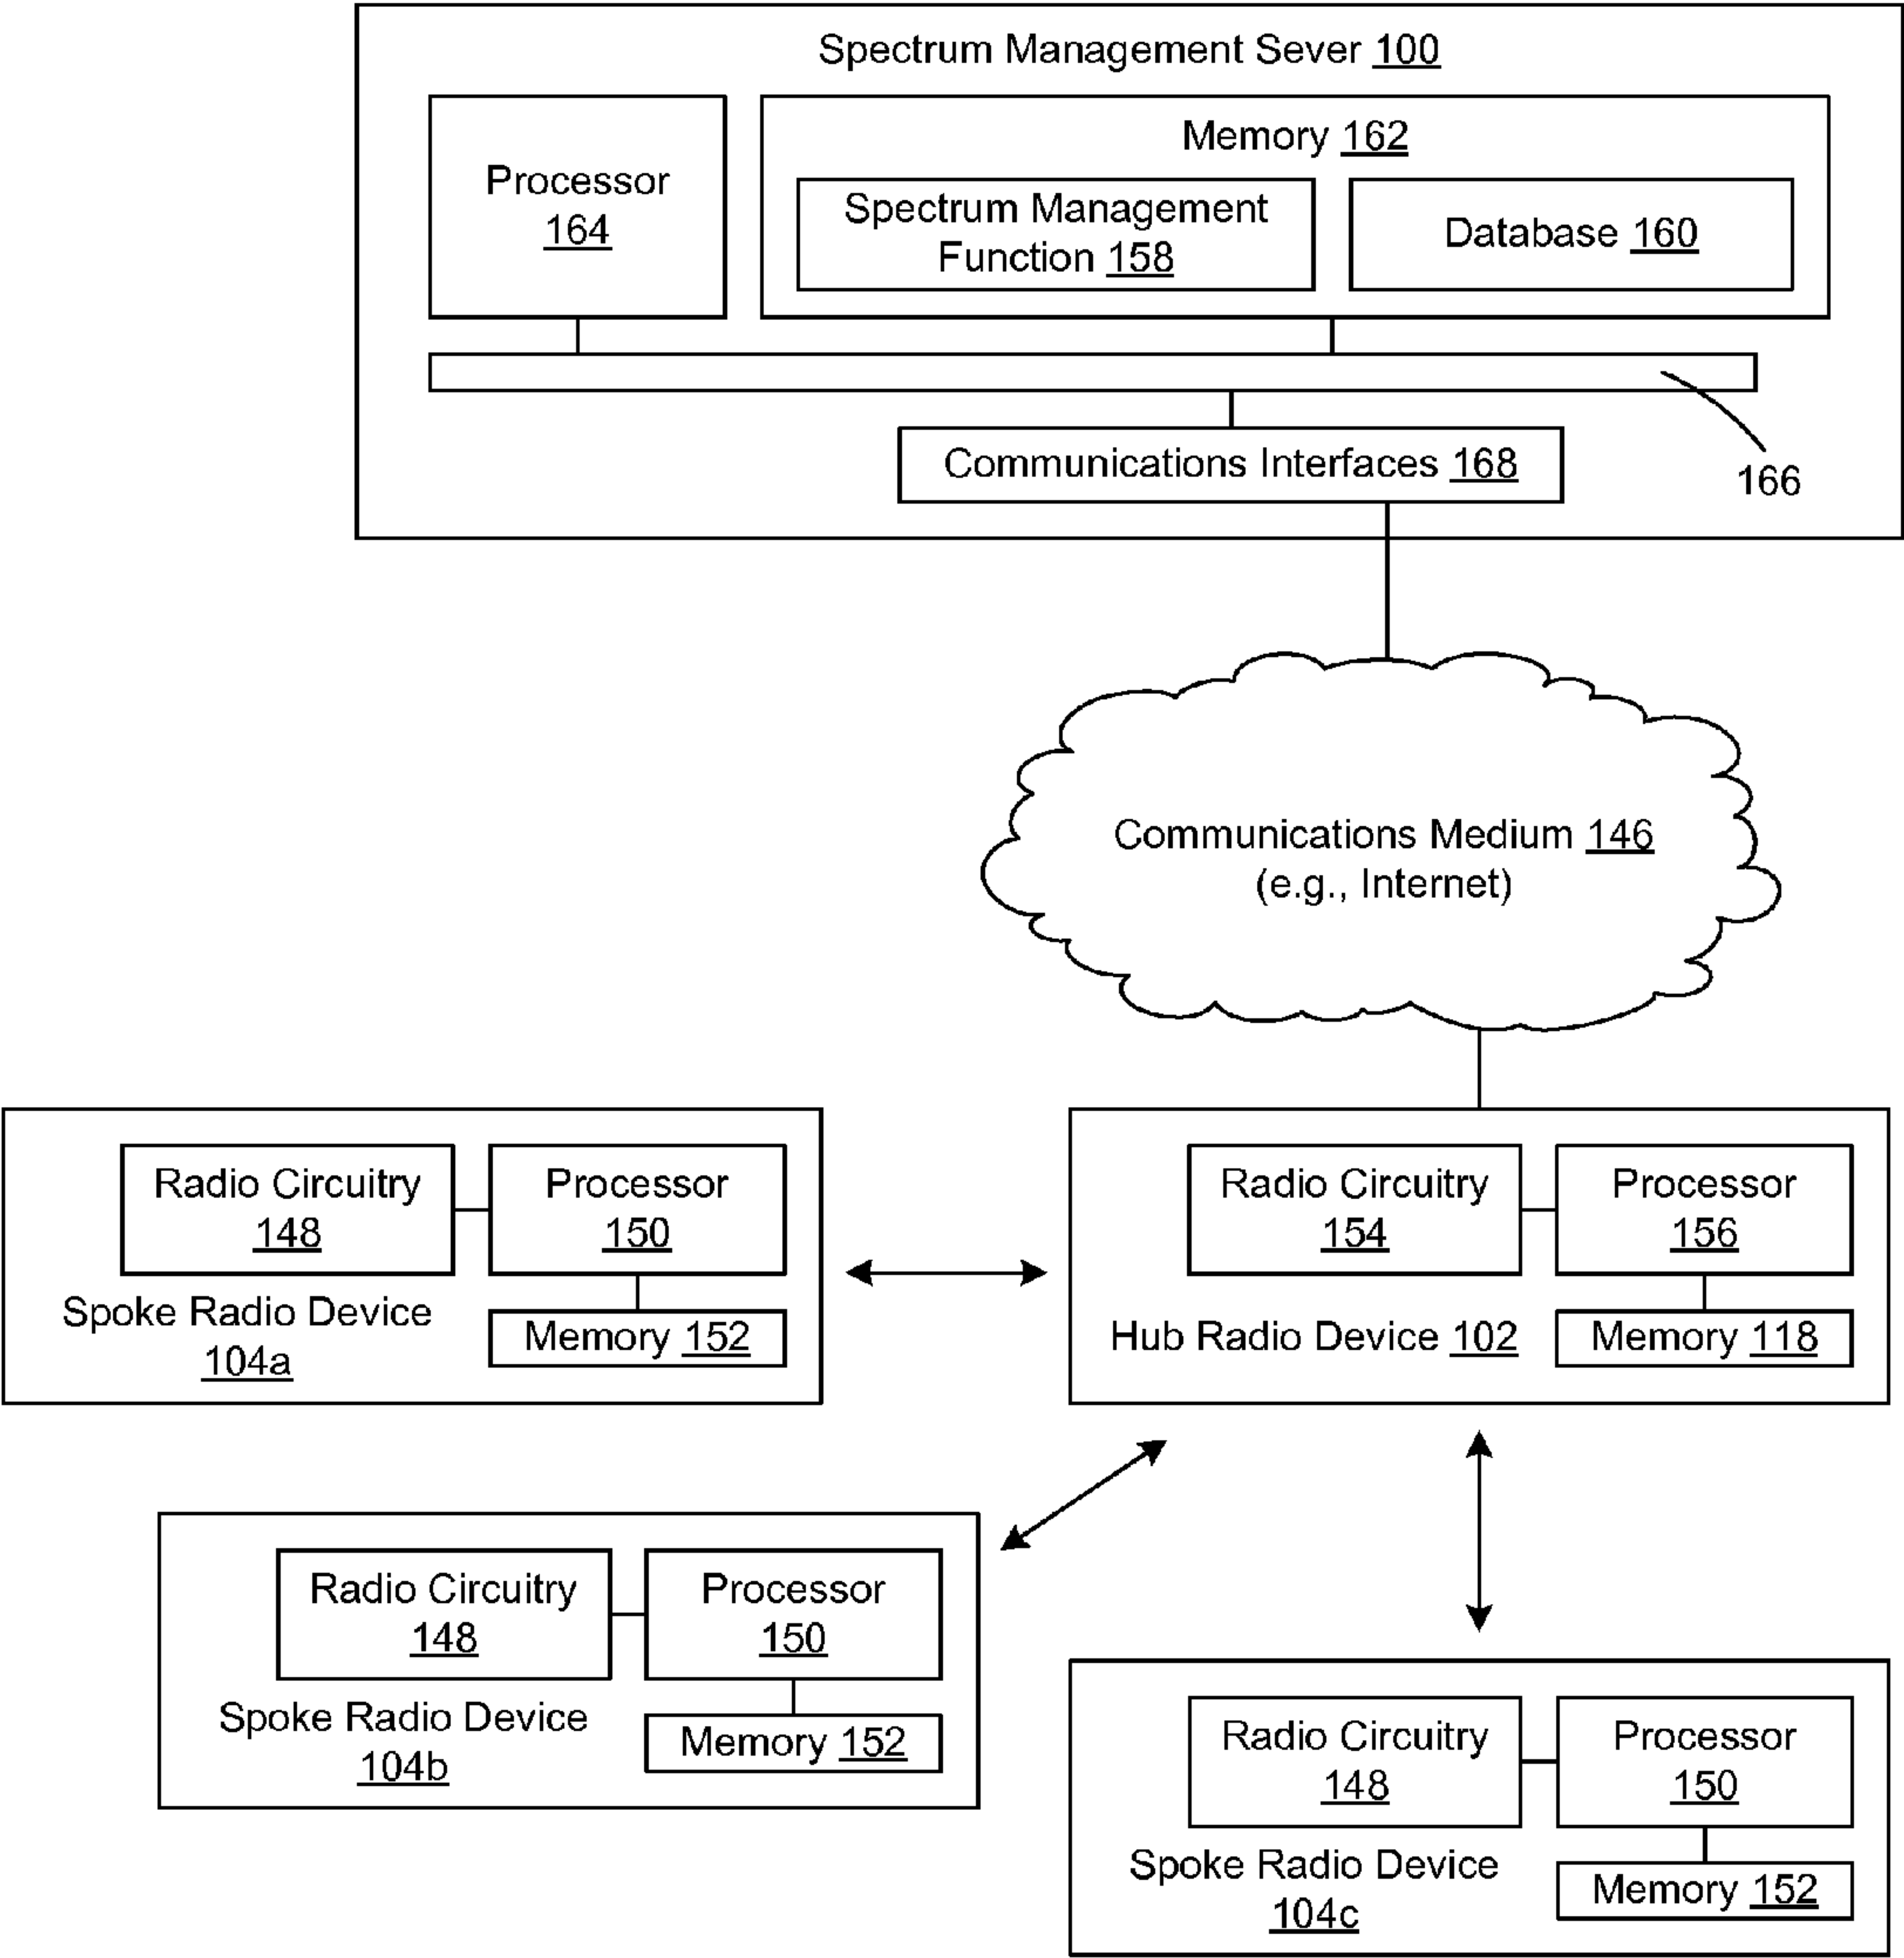 Spectrum Management Sever 100
Processor
164
Memory 162
Spectrum Management
Function 158
Database 160
Communications Interfaces 168
166
Communications Medium 146
(e.g., Internet)
Radio Circuitry
148
Processor
150
Spoke Radio Device
104a
Memory 152
Radio Circuitry
154
Processor
156
Hub Radio Device 102
Memory 118
Radio Circuitry
148
Processor
150
Spoke Radio Device
104b
Memory 152
Radio Circuitry
148
Processor
150
Spoke Radio Device
104c
Memory 152